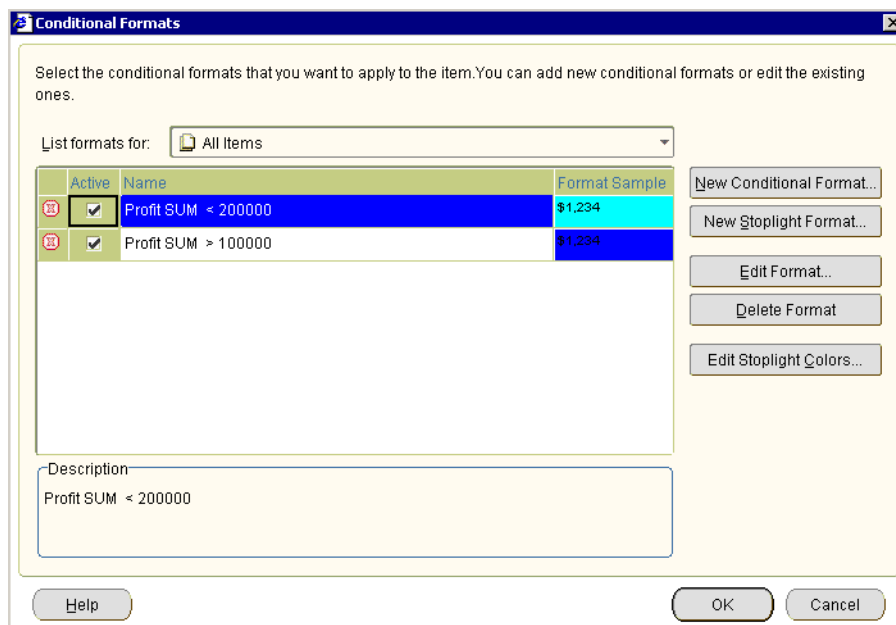 Conditional Formats
Select the conditional formats that you want to apply to the item.You can add new conditional formats or edit the existing
ones.
List formats for: All Items
Active Name Format Sample
Profit SUM < 200000 $1,234
Profit SUM > 100000 $1,234
New Conditional Format...
New Stoplight Format...
Edit Format...
Delete Format
Edit Stoplight Colors...
Description
Profit SUM < 200000
Help OK Cancel